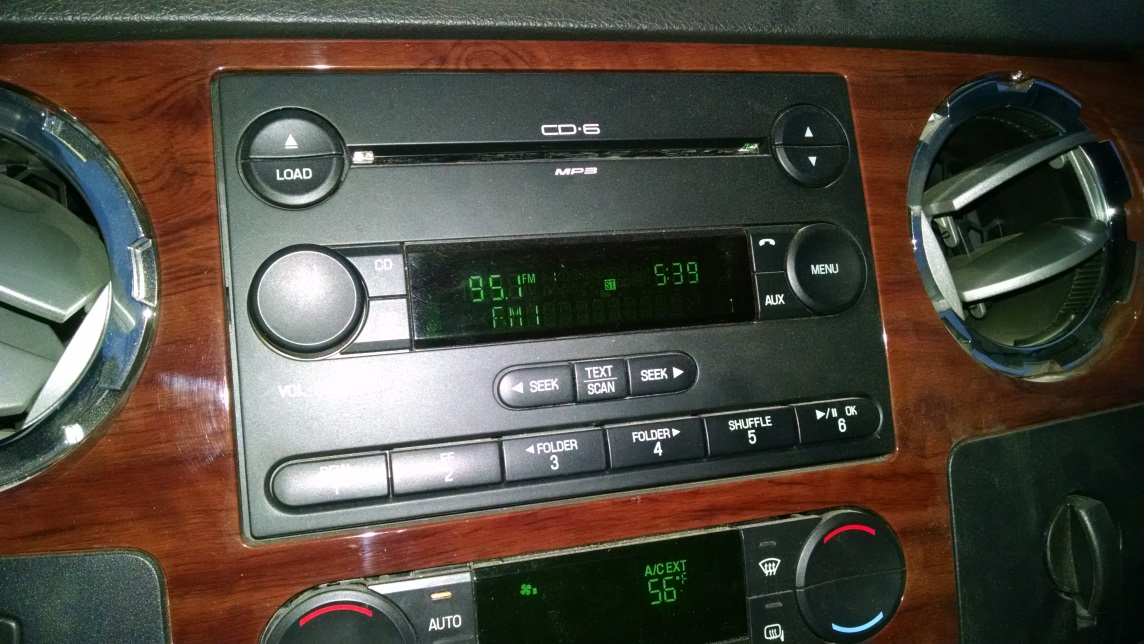 CD·6
LOAD
MP3
CD
95.1 FM ST 5:39
FM1
MENU
AUX
VOL
SEEK TEXT SCAN SEEK
2 FOLDER 3 FOLDER 4 SHUFFLE 5 OK 6
A/C EXT
56°F
AUTO